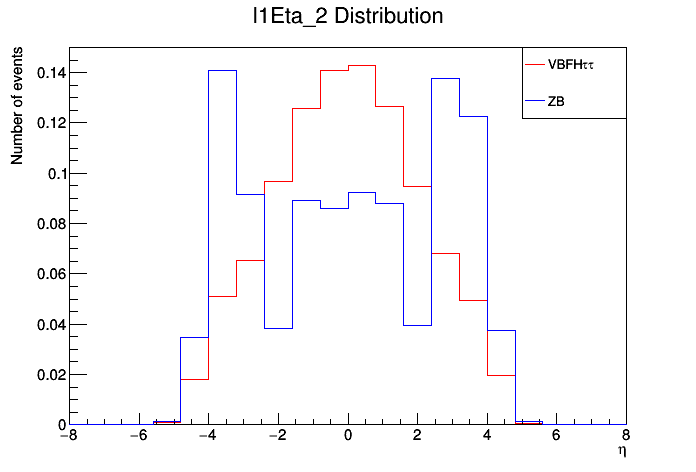 l1Eta_2 Distribution
Number of events
VBFHττ
ZB
0.14
0.12
0.1
0.08
0.06
0.04
0.02
0
−8 −6 −4 −2 0 2 4 6 8
η